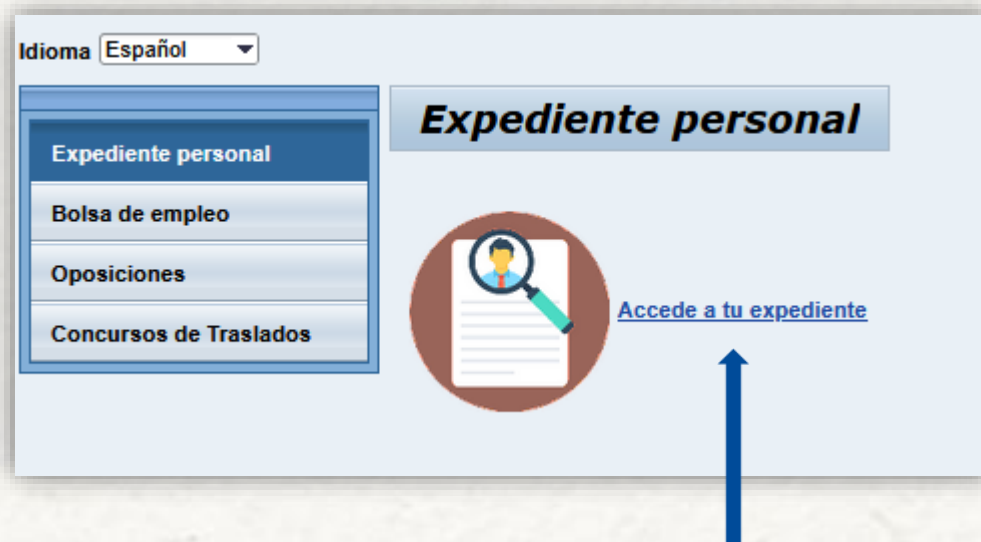 Idioma Español
Expediente personal
Expediente personal
Bolsa de empleo
Oposiciones
Concursos de Traslados
Accede a tu expediente